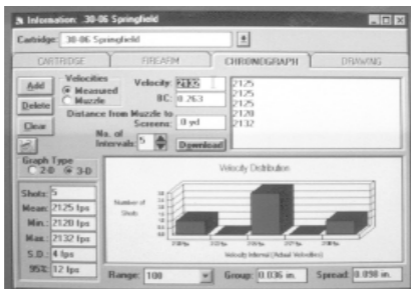 Information: .30-06 Springfield
Cartridge: .30-06 Springfield
CARTRIDGE FIREARM CHRONOGRAPH DRAWING
Add
Delete
Clear
Velocities
Measured
Muzzle
Velocity:
BC: 0.263
Distance from Muzzle to
Screens: .0 yd
No. of
Intervals: 5
Download
2125
2125
2125
2120
2132
Graph Type
2-D 3-D
Shots: 5
Mean: 2125 fps
Min.: 2120 fps
Max.: 2132 fps
S.D.: 4 fps
95%: 12 fps
Velocity Distribution
Number of
Shots
Velocity Interval (Actual Velocities)
Range: 100
Group: 0.036 in.
Spread: 0.098 in.